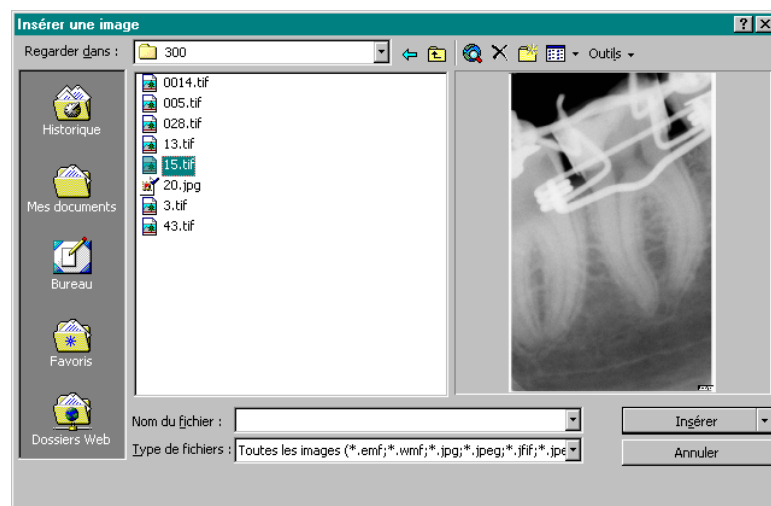 Insérer une image
Regarder dans :
300
Outils
Historique
Mes documents
Bureau
Favoris
Dossiers Web
0014.tif
005.tif
028.tif
13.tif
15.tif
20.jpg
3.tif
43.tif
Nom du fichier :
Insérer
Type de fichiers :
Toutes les images (*.emf;*.wmf;*.jpg;*.jpeg;*.jfif;*.jpe
Annuler